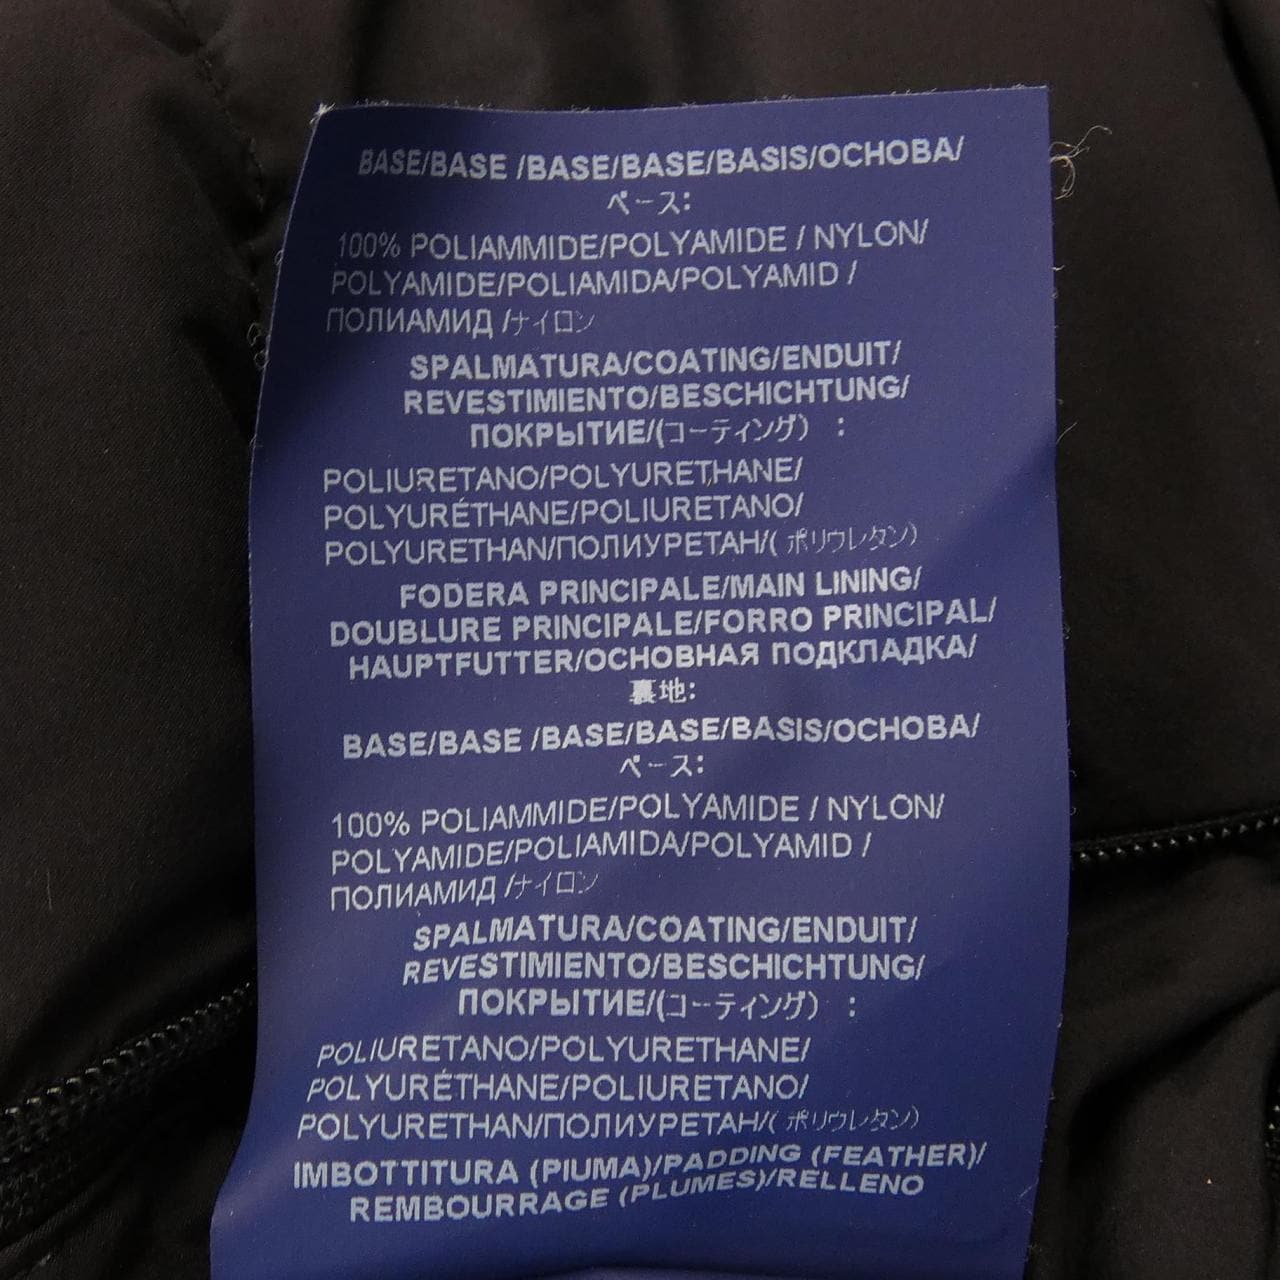 BASE/BASE /BASE/BASE/BASIS/ОСНОВА/
ベース:
100% POLIAMMIDE/POLYAMIDE / NYLON/
POLYAMIDE/POLIAMIDA/POLYAMID /
ПОЛИАМИД /ナイロン
SPALMATURA/COATING/ENDUIT/
REVESTIMIENTO/BESCHICHTUNG/
ПОКРЫТИЕ/(コーティング) :
POLIURETANO/POLYURETHANE/
POLYURÉTHANE/POLIURETANO/
POLYURETHAN/ПОЛИУРЕТАН/( ポリウレタン)
FODERA PRINCIPALE/MAIN LINING/
DOUBLURE PRINCIPALE/FORRO PRINCIPAL/
HAUPTFUTTER/ОСНОВНАЯ ПОДКЛАДКА/
裏地:
BASE/BASE /BASE/BASE/BASIS/ОСНОВА/
ベース:
100% POLIAMMIDE/POLYAMIDE / NYLON/
POLYAMIDE/POLIAMIDA/POLYAMID /
ПОЛИАМИД /ナイロン
SPALMATURA/COATING/ENDUIT/
REVESTIMIENTO/BESCHICHTUNG/
ПОКРЫТИЕ/(コーティング) :
POLIURETANO/POLYURETHANE/
POLYURÉTHANE/POLIURETANO/
POLYURETHAN/ПОЛИУРЕТАН/( ポリウレタン)
IMBOTTITURA (PIUMA)/PADDING (FEATHER)/
REMBOURRAGE (PLUMES)/RELLENO